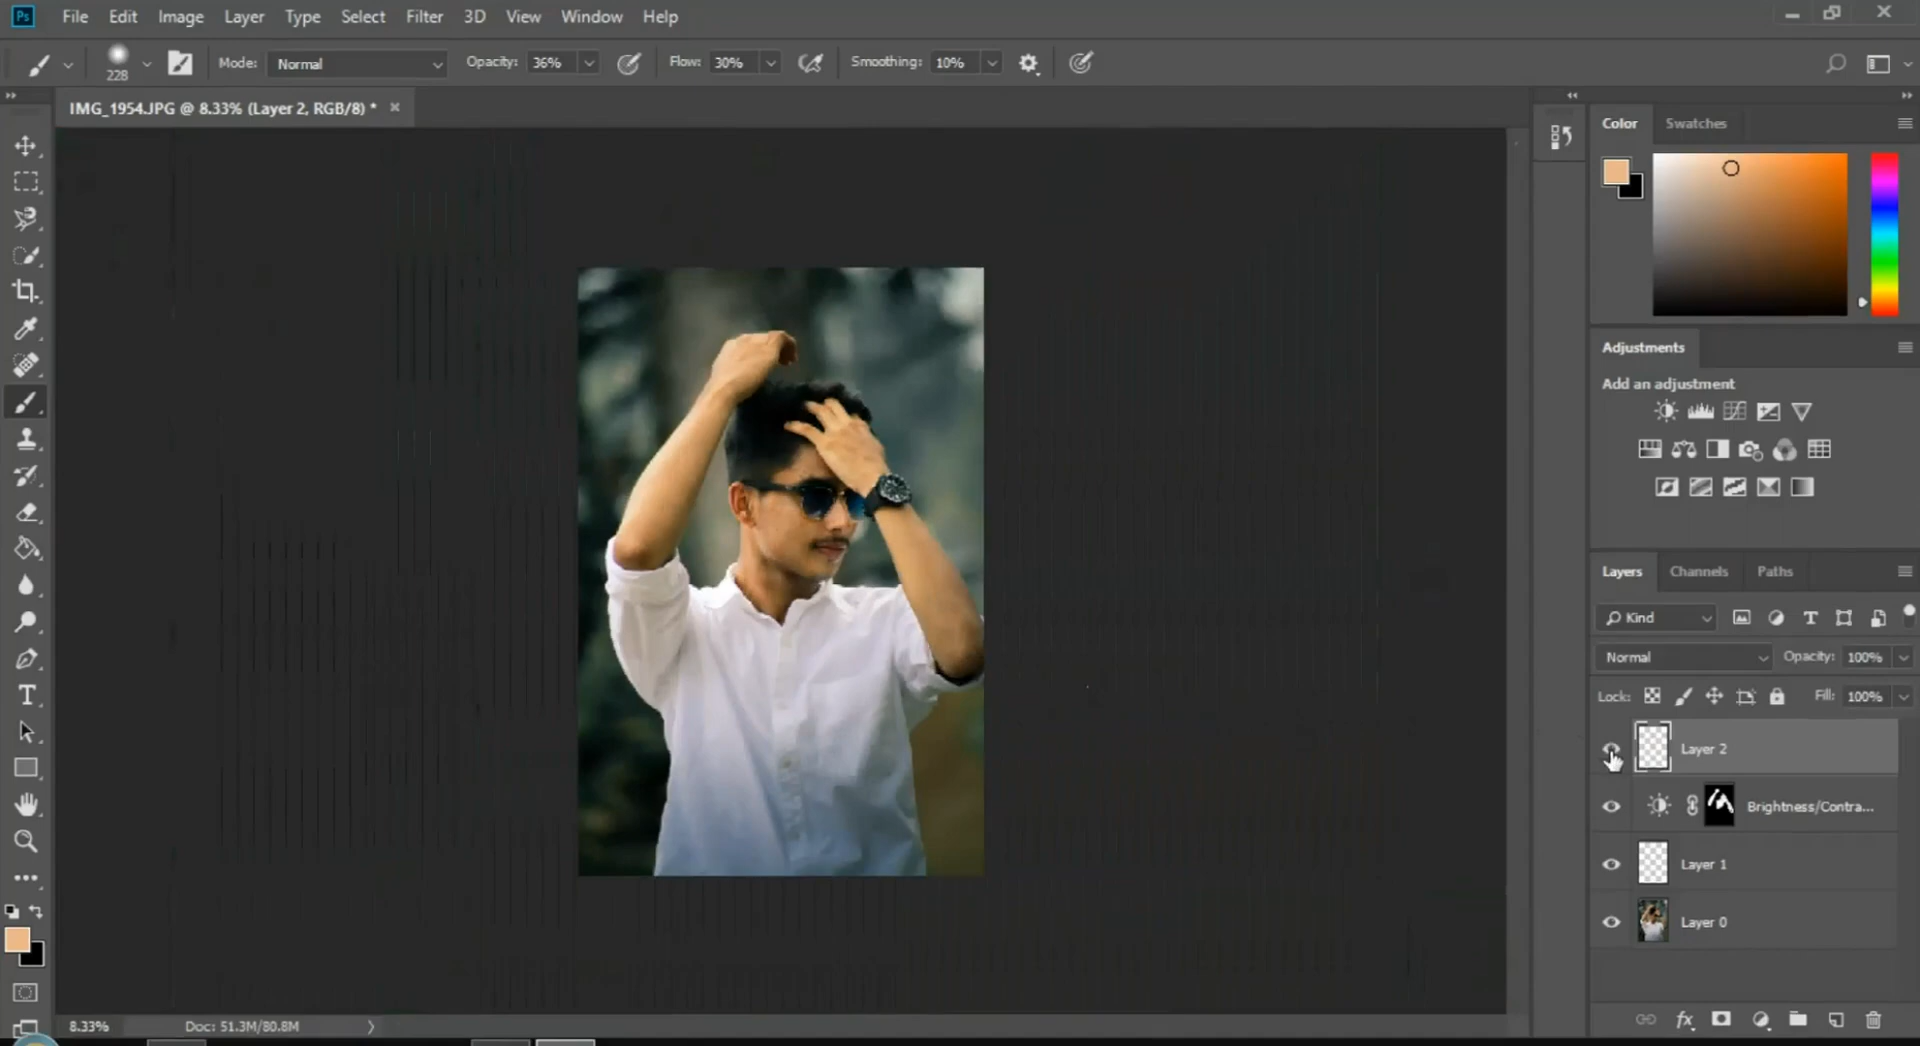 Ps File Edit Image Layer Type Select Filter 3D View Window Help
228 Mode: Normal Opacity: 36% Flow: 30% Smoothing: 10%
IMG_1954.JPG @ 8.33% (Layer 2, RGB/8) *
Color Swatches
Adjustments
Add an adjustment
Layers Channels Paths
Kind
Normal Opacity: 100%
Lock: Fill: 100%
Layer 2
Brightness/Contra...
Layer 1
Layer 0
fx
8.33% Doc: 51.3M/80.8M